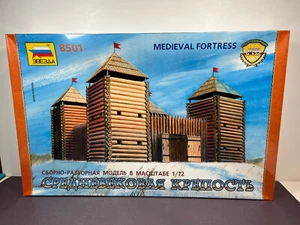 ЗВЕЗДА
8501
MEDIEVAL FORTRESS
СБОРНО-РАЗБОРНАЯ МОДЕЛЬ В МАСШТАБЕ 1/72
СРЕДНЕВЕКОВАЯ КРЕПОСТЬ